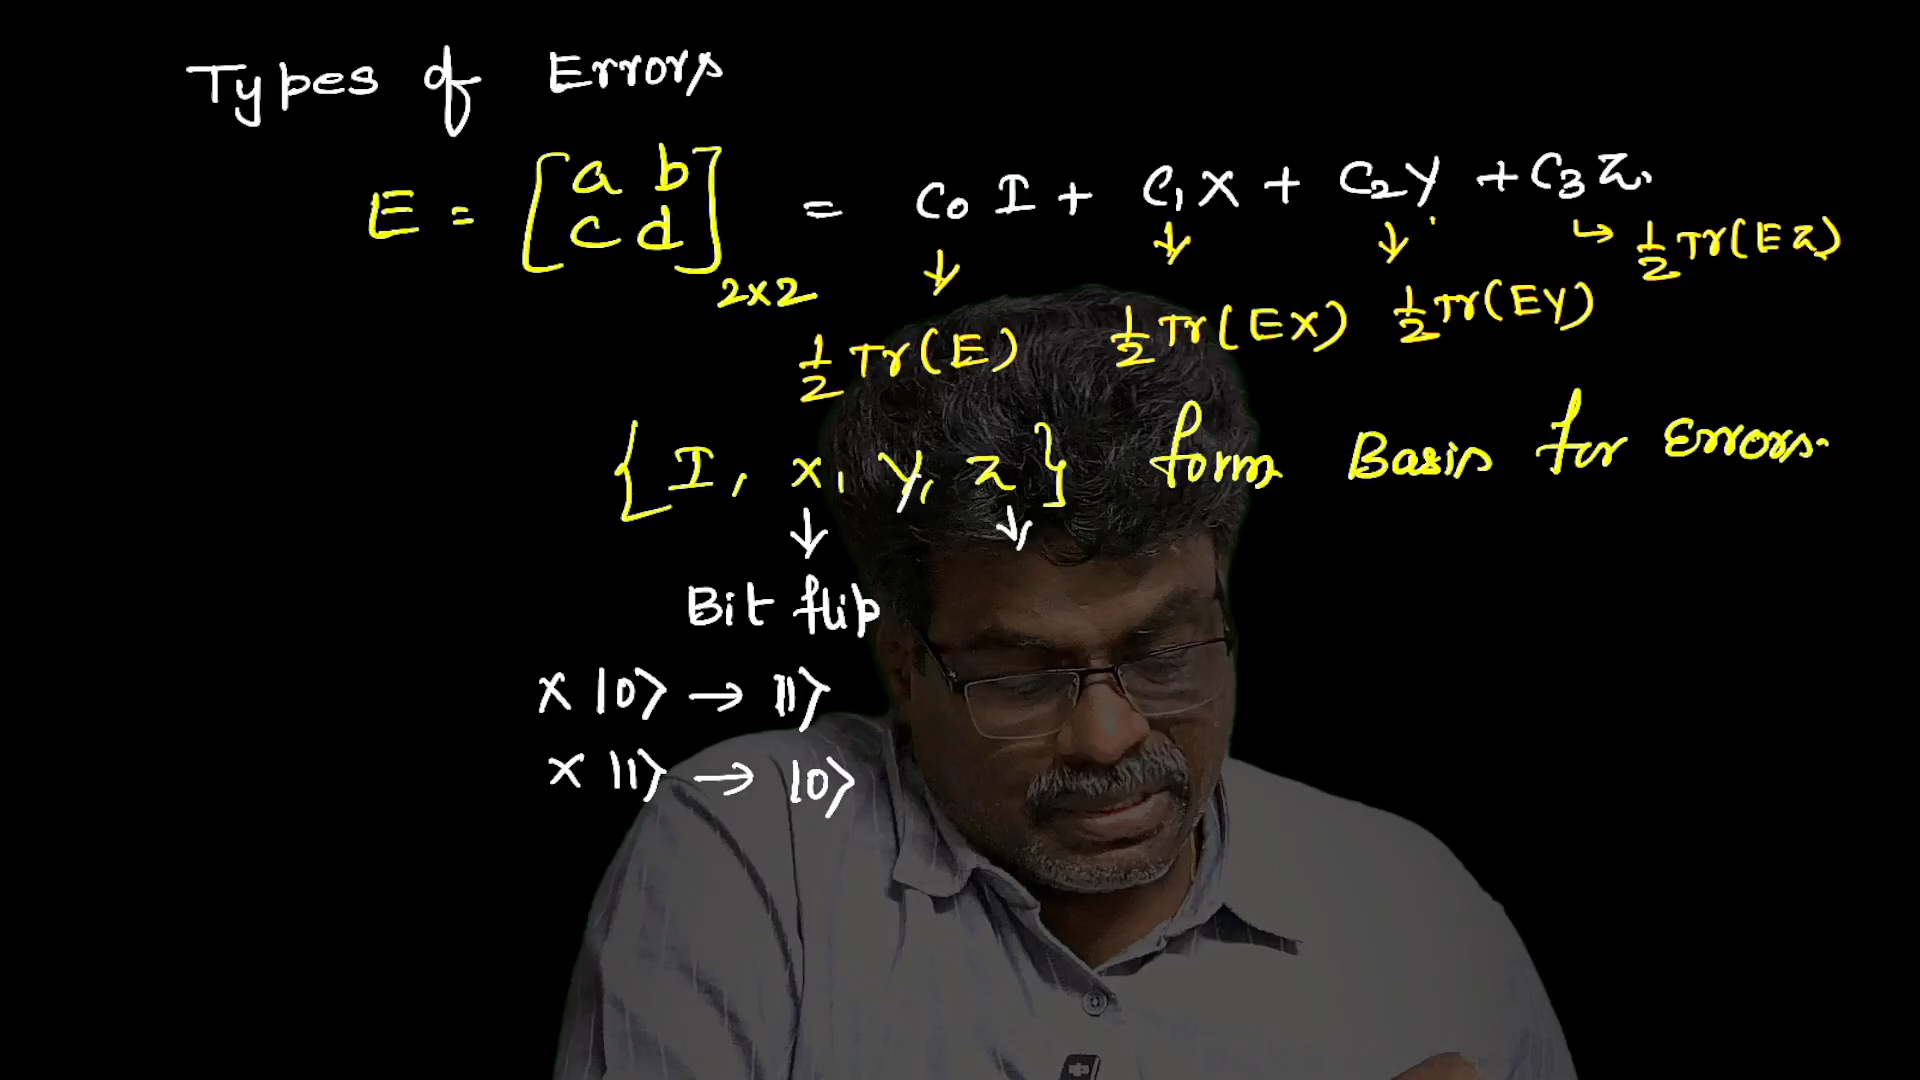 Types of Errors
E = [a b c d]2x2 = C0 I + C1 X + C2 Y + C3 Z.
↓ ↓ ↓ ↳ 1/2 Tr(EZ)
1/2 Tr(E) 1/2 Tr(EX) 1/2 Tr(EY)
{I, X, Y, Z} form Basis for Errors.
↓ ↓
Bit flip
X |0⟩ → |1⟩
X |1⟩ → |0⟩